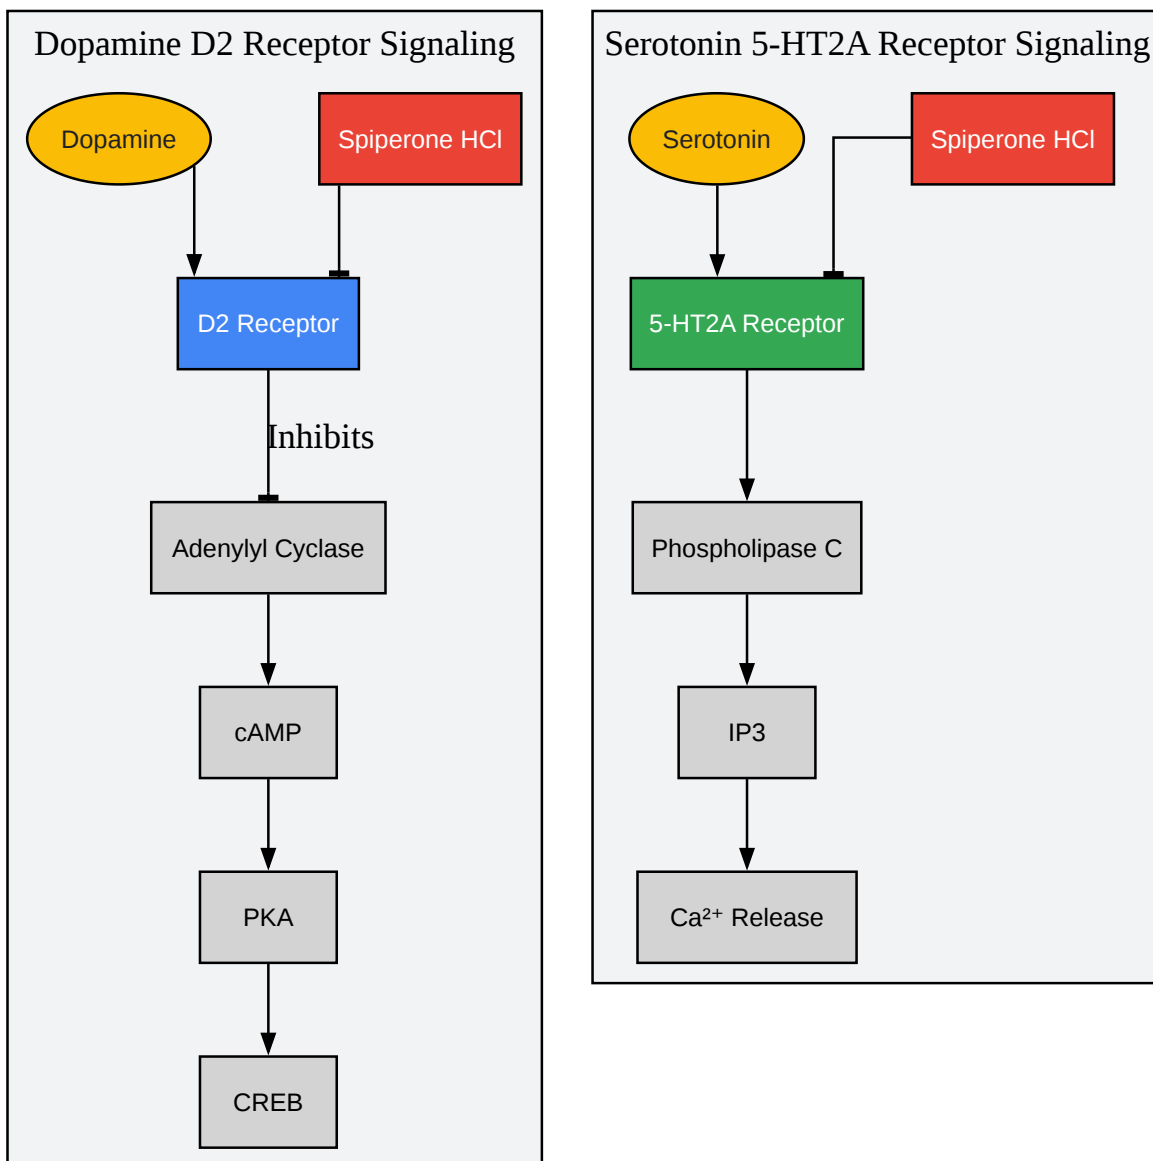 Dopamine D2 Receptor Signaling
Dopamine
Spiperone HCl
D2 Receptor
Inhibits
Adenylyl Cyclase
cAMP
PKA
CREB
Serotonin 5-HT2A Receptor Signaling
Serotonin
Spiperone HCl
5-HT2A Receptor
Phospholipase C
IP3
Ca²⁺ Release